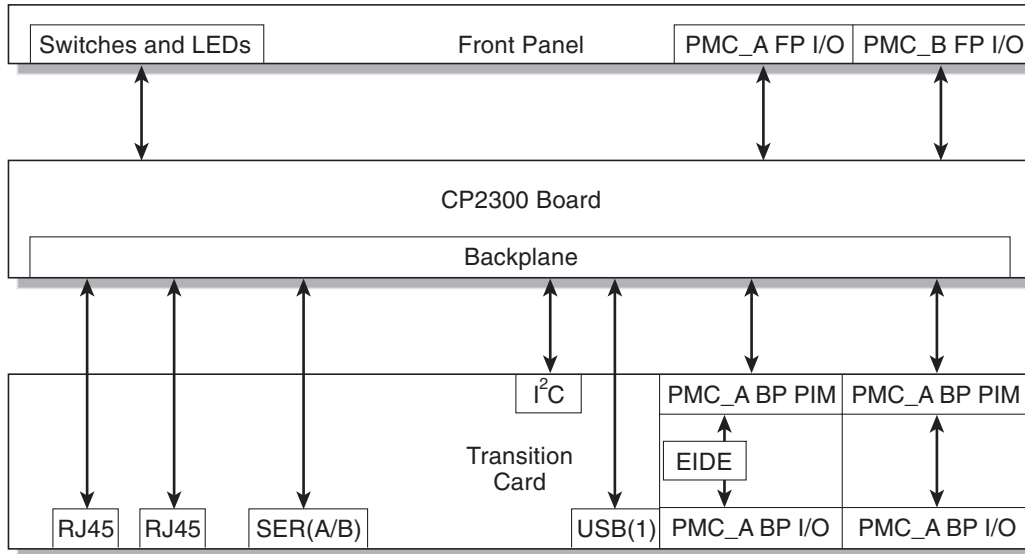 Switches and LEDs
Front Panel
PMC_A FP I/O
PMC_B FP I/O
CP2300 Board
Backplane
I²C
PMC_A BP PIM
PMC_A BP PIM
Transition
Card
EIDE
RJ45
RJ45
SER(A/B)
USB(1)
PMC_A BP I/O
PMC_A BP I/O